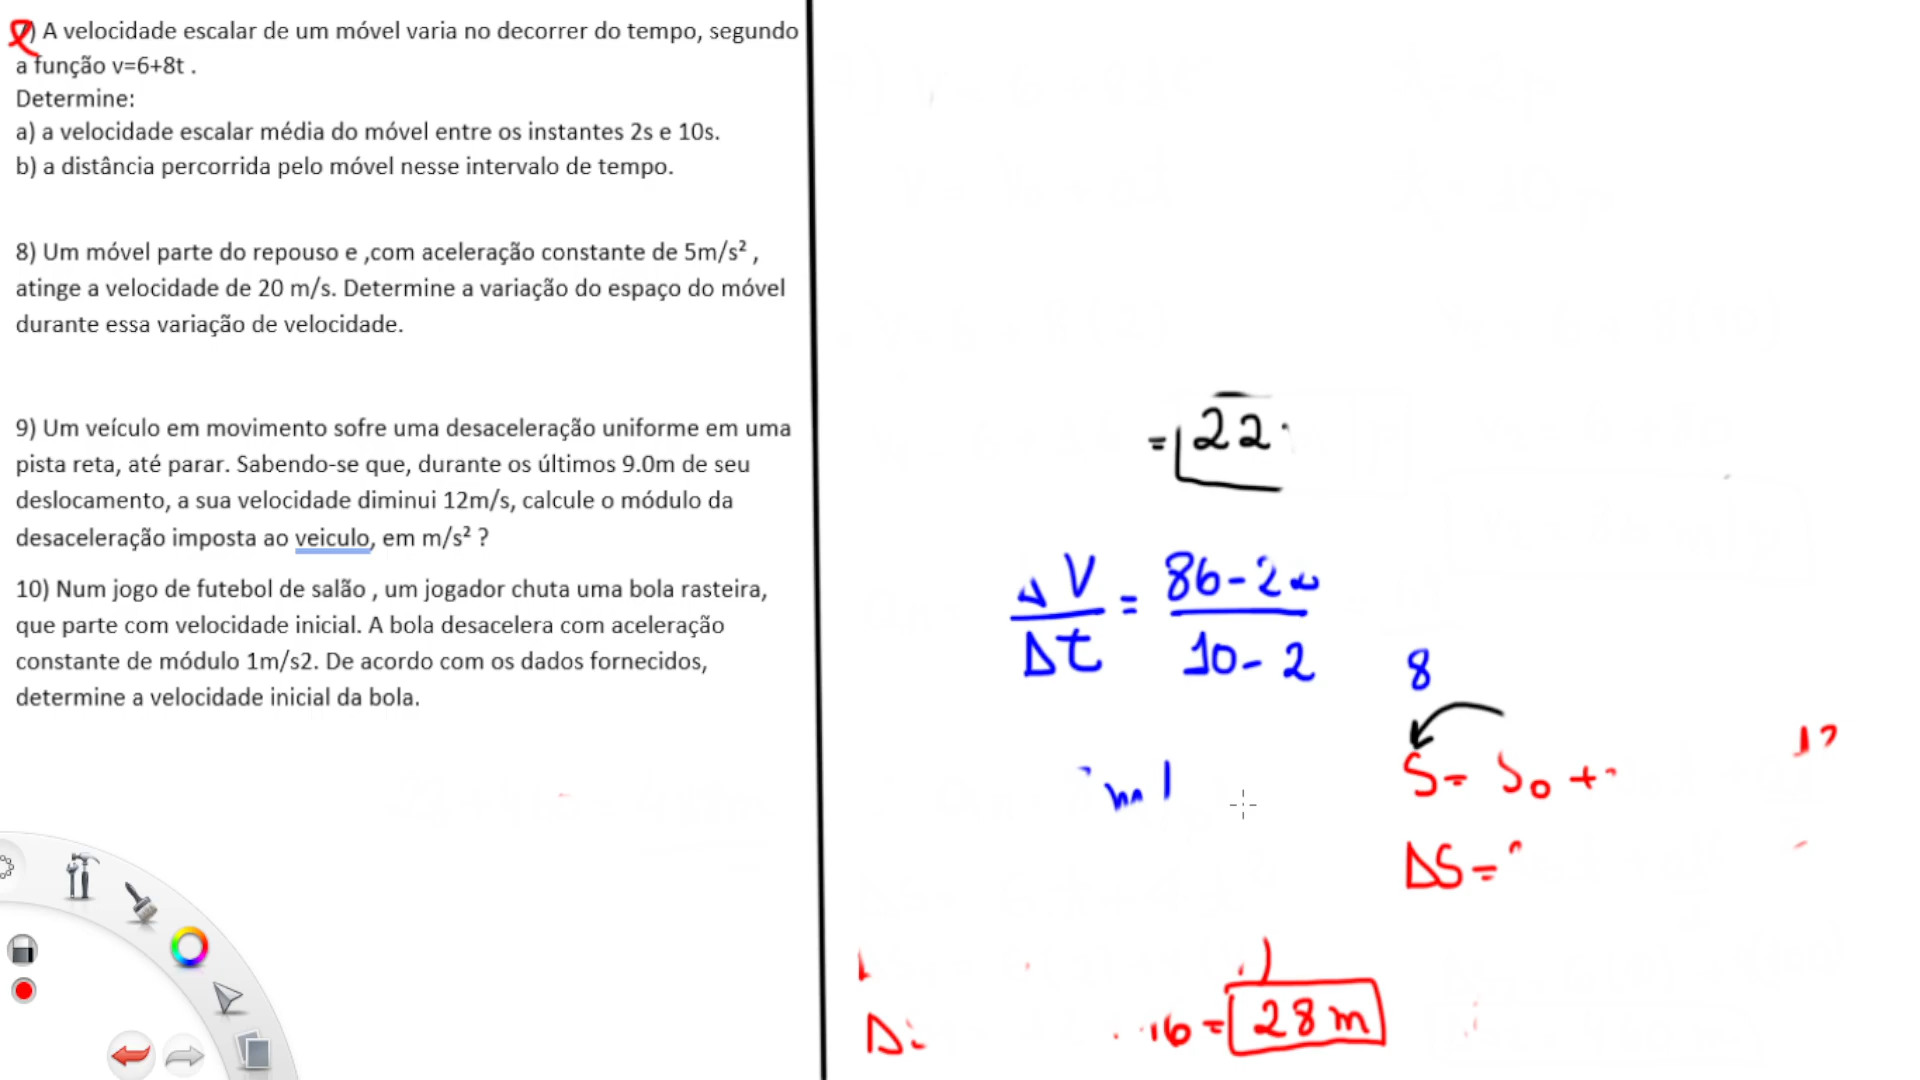 7) A velocidade escalar de um móvel varia no decorrer do tempo, segundo
a função v=6+8t .
Determine:
a) a velocidade escalar média do móvel entre os instantes 2s e 10s.
b) a distância percorrida pelo móvel nesse intervalo de tempo.
8) Um móvel parte do repouso e ,com aceleração constante de 5m/s² ,
atinge a velocidade de 20 m/s. Determine a variação do espaço do móvel
durante essa variação de velocidade.
9) Um veículo em movimento sofre uma desaceleração uniforme em uma
pista reta, até parar. Sabendo-se que, durante os últimos 9.0m de seu
deslocamento, a sua velocidade diminui 12m/s, calcule o módulo da
desaceleração imposta ao veiculo, em m/s² ?
10) Num jogo de futebol de salão , um jogador chuta uma bola rasteira,
que parte com velocidade inicial. A bola desacelera com aceleração
constante de módulo 1m/s2. De acordo com os dados fornecidos,
determine a velocidade inicial da bola.
= 22
ΔV = 86-2
Δt 10-2
8
S= S0 +
ΔS=
16= 28m